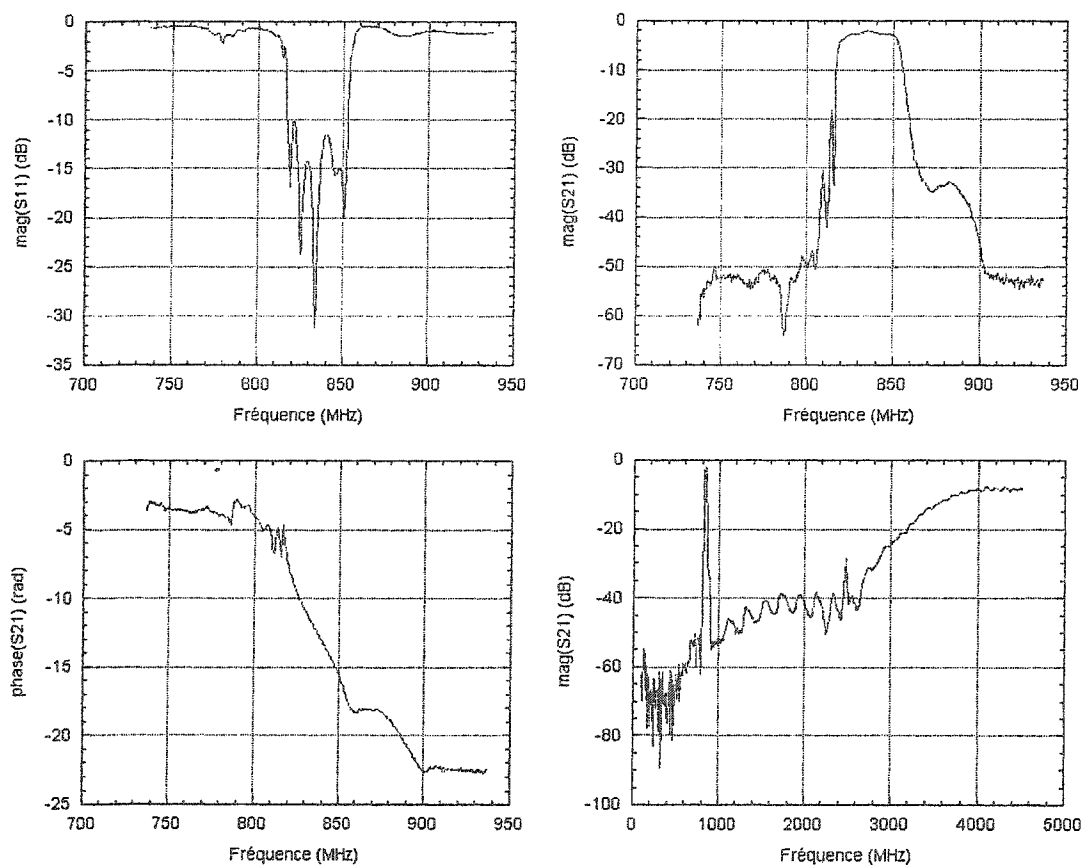 0
-5
-10
-15
-20
-25
-30
-35
mag(S11) (dB)
700 750 800 850 900 950
Fréquence (MHz)
0
-10
-20
-30
-40
-50
-60
-70
mag(S21) (dB)
700 750 800 850 900 950
Fréquence (MHz)
0
-5
-10
-15
-20
-25
phase(S21) (rad)
700 750 800 850 900 950
Fréquence (MHz)
0
-20
-40
-60
-80
-100
mag(S21) (dB)
0 1000 2000 3000 4000 5000
Fréquence (MHz)